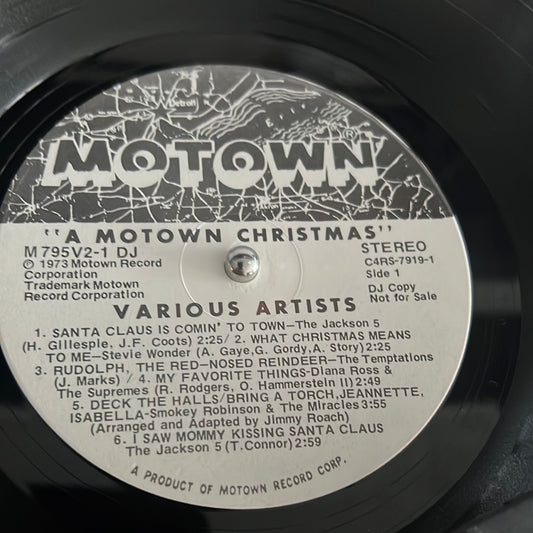 Detroit
MOTOWN®
"A MOTOWN CHRISTMAS"
M795V2-1 DJ
℗ 1973 Motown Record
Corporation
Trademark Motown
Record Corporation
STEREO
C4RS-7919-1
Side 1
DJ Copy
Not for Sale
VARIOUS ARTISTS
1. SANTA CLAUS IS COMIN' TO TOWN—The Jackson 5
(H. Gillesple, J.F. Coots) 2:25/ 2. WHAT CHRISTMAS MEANS
TO ME—Stevie Wonder (A. Gaye, G. Gordy, A. Story) 2:25/
3. RUDOLPH, THE RED-NOSED REINDEER—The Temptations
(J. Marks) / 4. MY FAVORITE THINGS-Diana Ross &
The Supremes (R. Rodgers, O. Hammerstein II) 2:49
5. DECK THE HALLS/BRING A TORCH, JEANNETTE,
ISABELLA-Smokey Robinson & The Miracles 3:55
(Arranged and Adapted by Jimmy Roach)
6. I SAW MOMMY KISSING SANTA CLAUS
The Jackson 5 (T. Connor) 2:59
A PRODUCT OF MOTOWN RECORD CORP.